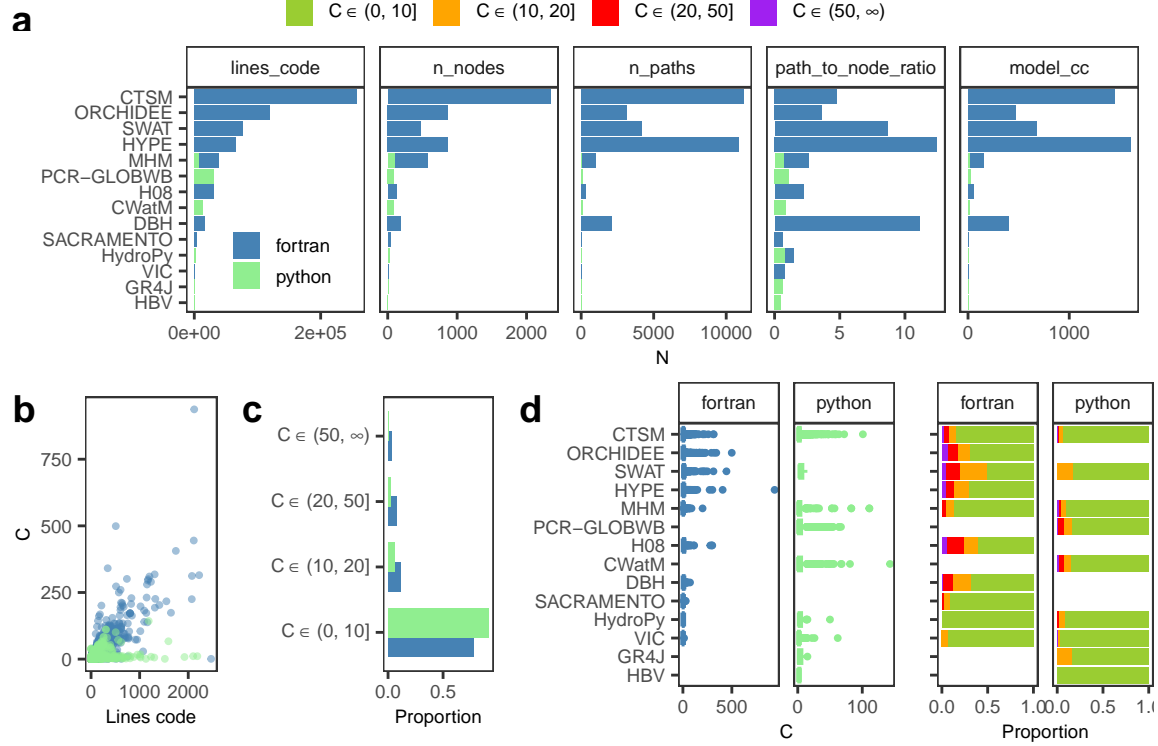 a
C ∈ (0, 10] C ∈ (10, 20] C ∈ (20, 50] C ∈ (50, ∞)
lines_code n_nodes n_paths path_to_node_ratio model_cc
CTSM
ORCHIDEE
SWAT
HYPE
MHM
PCR−GLOBWB
H08
CWatM
DBH
SACRAMENTO
HydroPy
VIC
GR4J
HBV
fortran
python
0e+00 2e+05 0 1000 2000 0 5000 10000 0 5 10 0 1000
N
b
C
750
500
250
0
0 1000 2000
Lines code
c
C ∈ (50, ∞)
C ∈ (20, 50]
C ∈ (10, 20]
C ∈ (0, 10]
0.0 0.5
Proportion
d
fortran python fortran python
CTSM
ORCHIDEE
SWAT
HYPE
MHM
PCR−GLOBWB
H08
CWatM
DBH
SACRAMENTO
HydroPy
VIC
GR4J
HBV
0 500 0 100 0.0 0.5 1.0 0.0 0.5 1.0
C Proportion